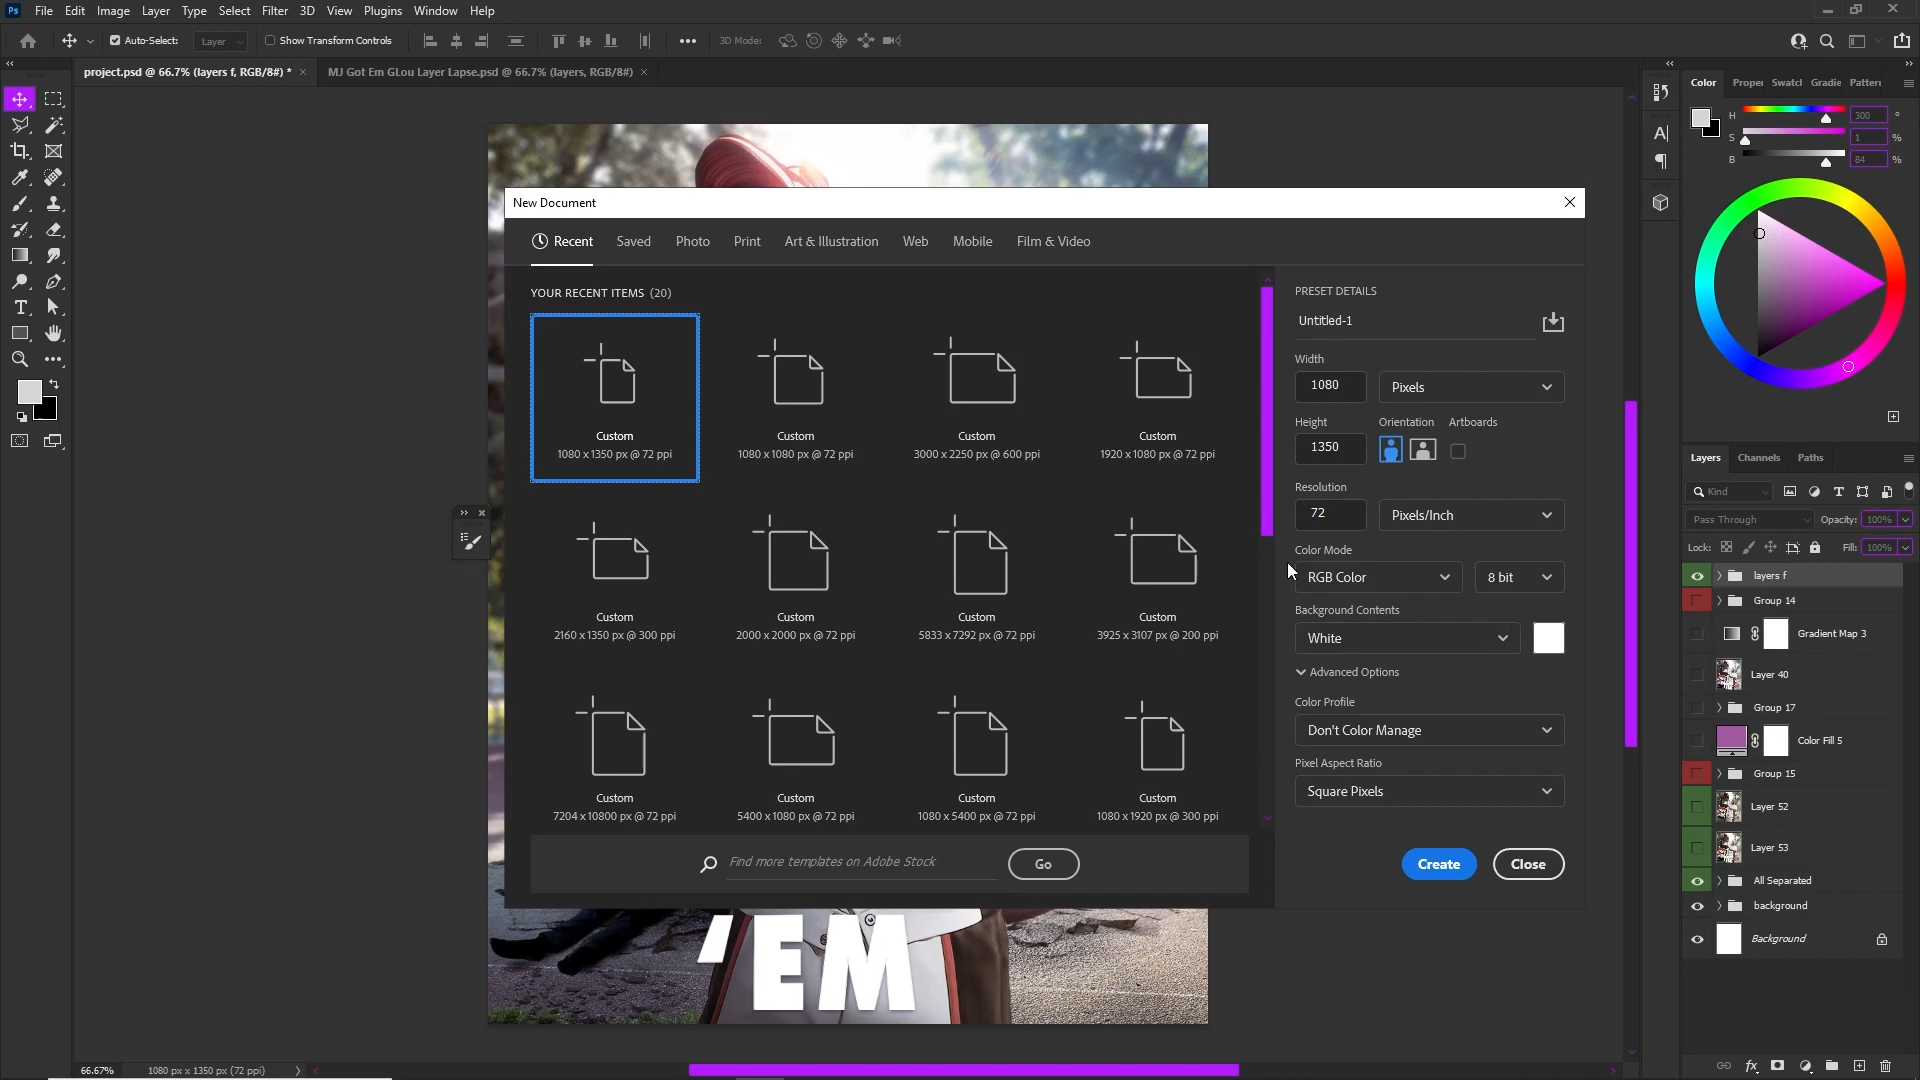 Ps File Edit Image Layer Type Select Filter 3D View Plugins Window Help
Auto-Select: Layer Show Transform Controls 3D Mode:
project.psd @ 66.7% (layers f, RGB/8#) * MJ Got Em GLou Layer Lapse.psd @ 66.7% (layers, RGB/8#)
New Document
Recent Saved Photo Print Art & Illustration Web Mobile Film & Video
YOUR RECENT ITEMS (20)
Custom Custom Custom Custom
1080 x 1350 px @ 72 ppi 1080 x 1080 px @ 72 ppi 3000 x 2250 px @ 600 ppi 1920 x 1080 px @ 72 ppi
Custom Custom Custom Custom
2160 x 1350 px @ 300 ppi 2000 x 2000 px @ 72 ppi 5833 x 7292 px @ 72 ppi 3925 x 3107 px @ 200 ppi
Custom Custom Custom Custom
7204 x 10800 px @ 72 ppi 5400 x 1080 px @ 72 ppi 1080 x 5400 px @ 72 ppi 1080 x 1920 px @ 300 ppi
Find more templates on Adobe Stock Go
PRESET DETAILS
Untitled-1
Width
1080 Pixels
Height Orientation Artboards
1350
Resolution
72 Pixels/Inch
Color Mode
RGB Color 8 bit
Background Contents
White
Advanced Options
Color Profile
Don't Color Manage
Pixel Aspect Ratio
Square Pixels
Create Close
'EM
66.67% 1080 px x 1350 px (72 ppi)
Color Proper Swatcl Gradie Pattern
H 300 °
S 1 %
B 84 %
Layers Channels Paths
Kind
Pass Through Opacity: 100%
Lock: Fill: 100%
layers f
Group 14
Gradient Map 3
Layer 40
Group 17
Color Fill 5
Group 15
Layer 52
Layer 53
All Separated
background
Background